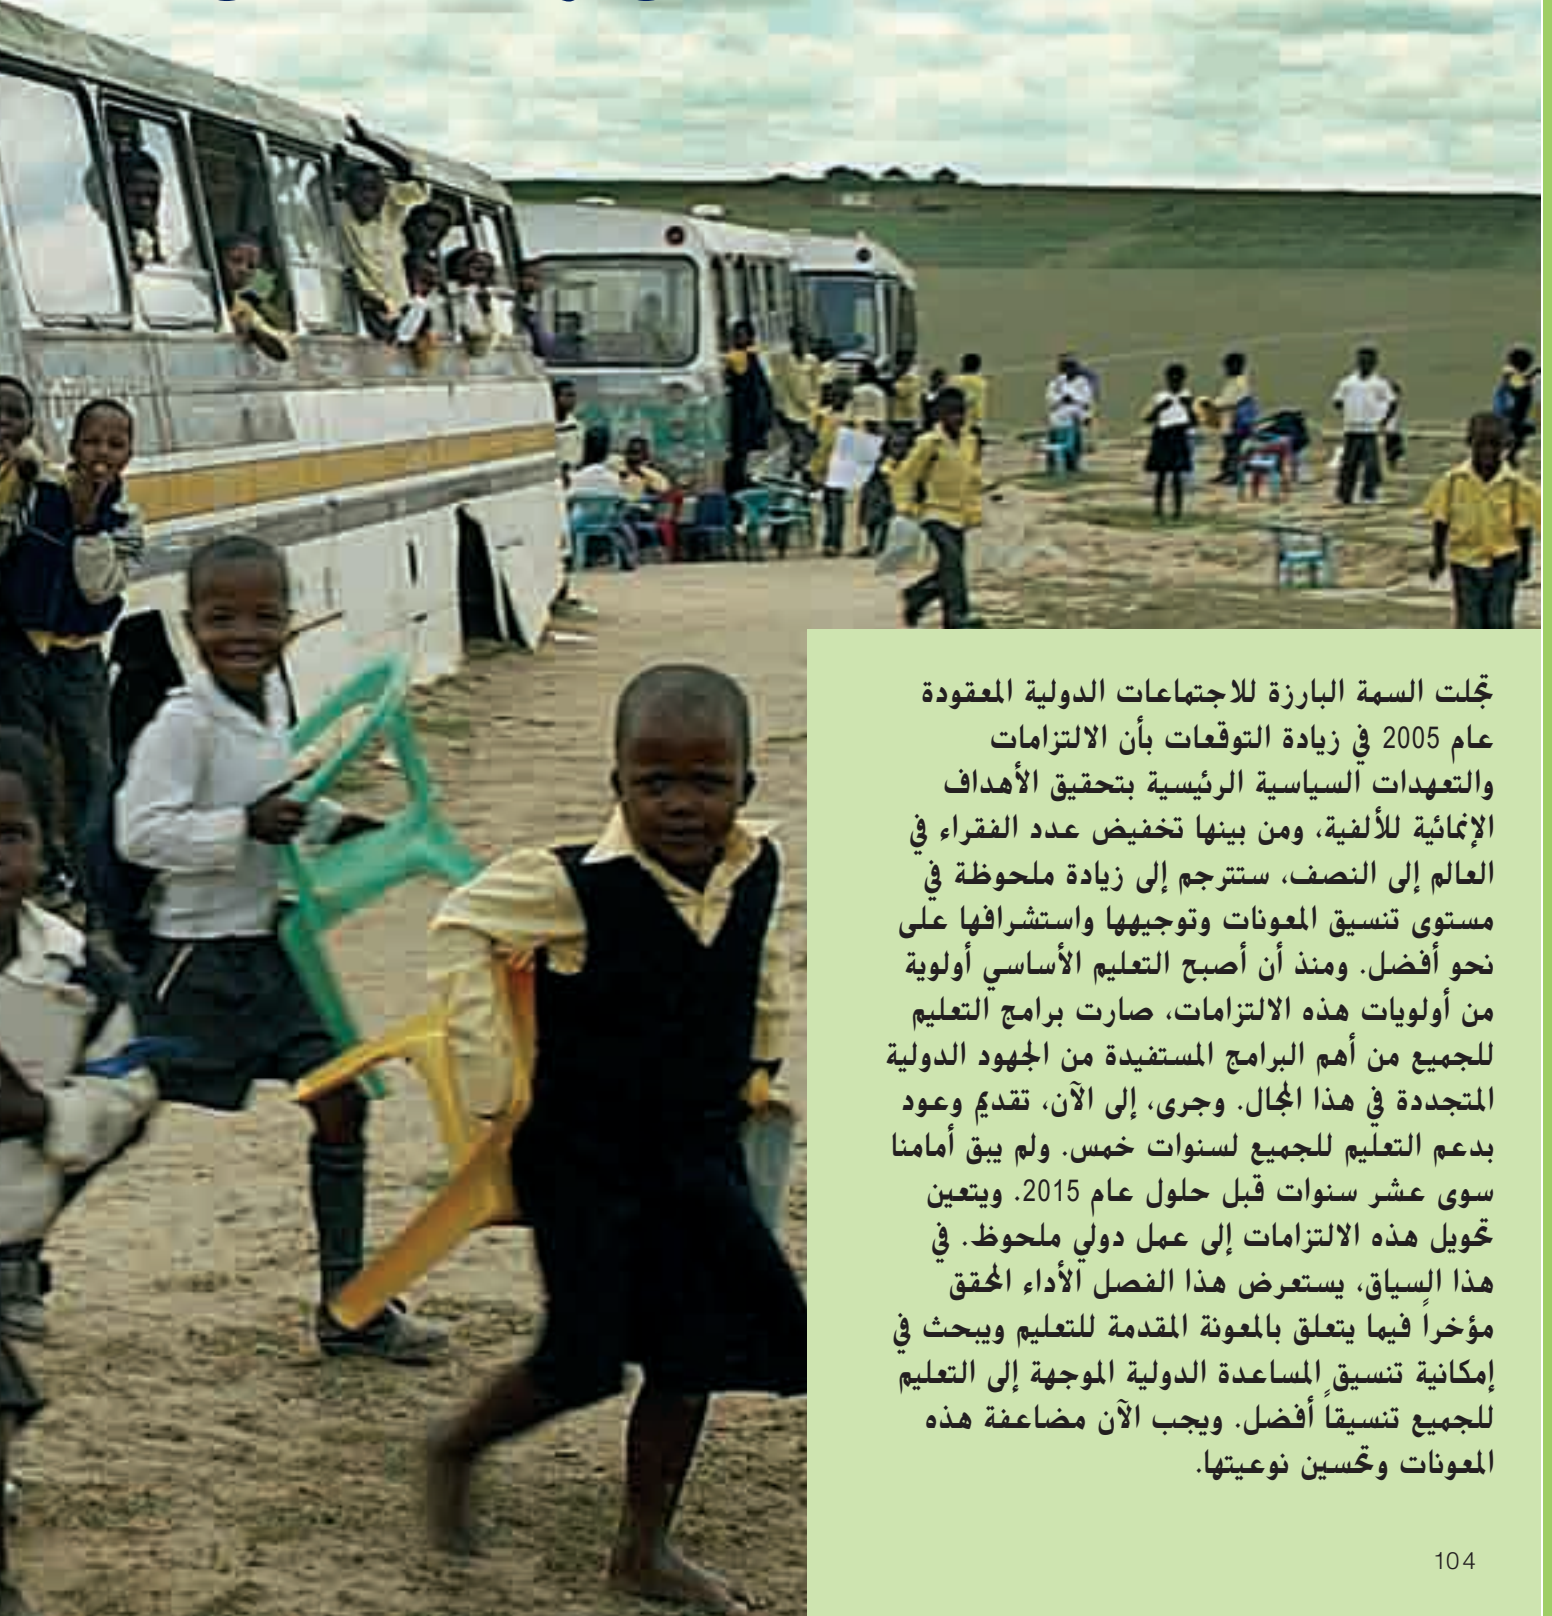 تجلت السمة البارزة للاجتماعات الدولية المعقودة
عام 2005 في زيادة التوقعات بأن الالتزامات
والتعهدات السياسية الرئيسية بتحقيق الأهداف
الإنمائية للألفية، ومن بينها تخفيض عدد الفقراء في
العالم إلى النصف، ستترجم إلى زيادة ملحوظة في
مستوى تنسيق المعونات وتوجيهها واستشرافها على
نحو أفضل. ومنذ أن أصبح التعليم الأساسي أولوية
من أولويات هذه الالتزامات، صارت برامج التعليم
للجميع من أهم البرامج المستفيدة من الجهود الدولية
المتجددة في هذا المجال. وجرى، إلى الآن، تقديم وعود
بدعم التعليم للجميع لسنوات خمس. ولم يبق أمامنا
سوى عشر سنوات قبل حلول عام 2015. ويتعين
تحويل هذه الالتزامات إلى عمل دولي ملحوظ. في
هذا السياق، يستعرض هذا الفصل الأداء المحقق
مؤخراً فيما يتعلق بالمعونة المقدمة للتعليم ويبحث في
إمكانية تنسيق المساعدة الدولية الموجهة إلى التعليم
للجميع تنسيقاً أفضل. ويجب الآن مضاعفة هذه
المعونات وتحسين نوعيتها.
104